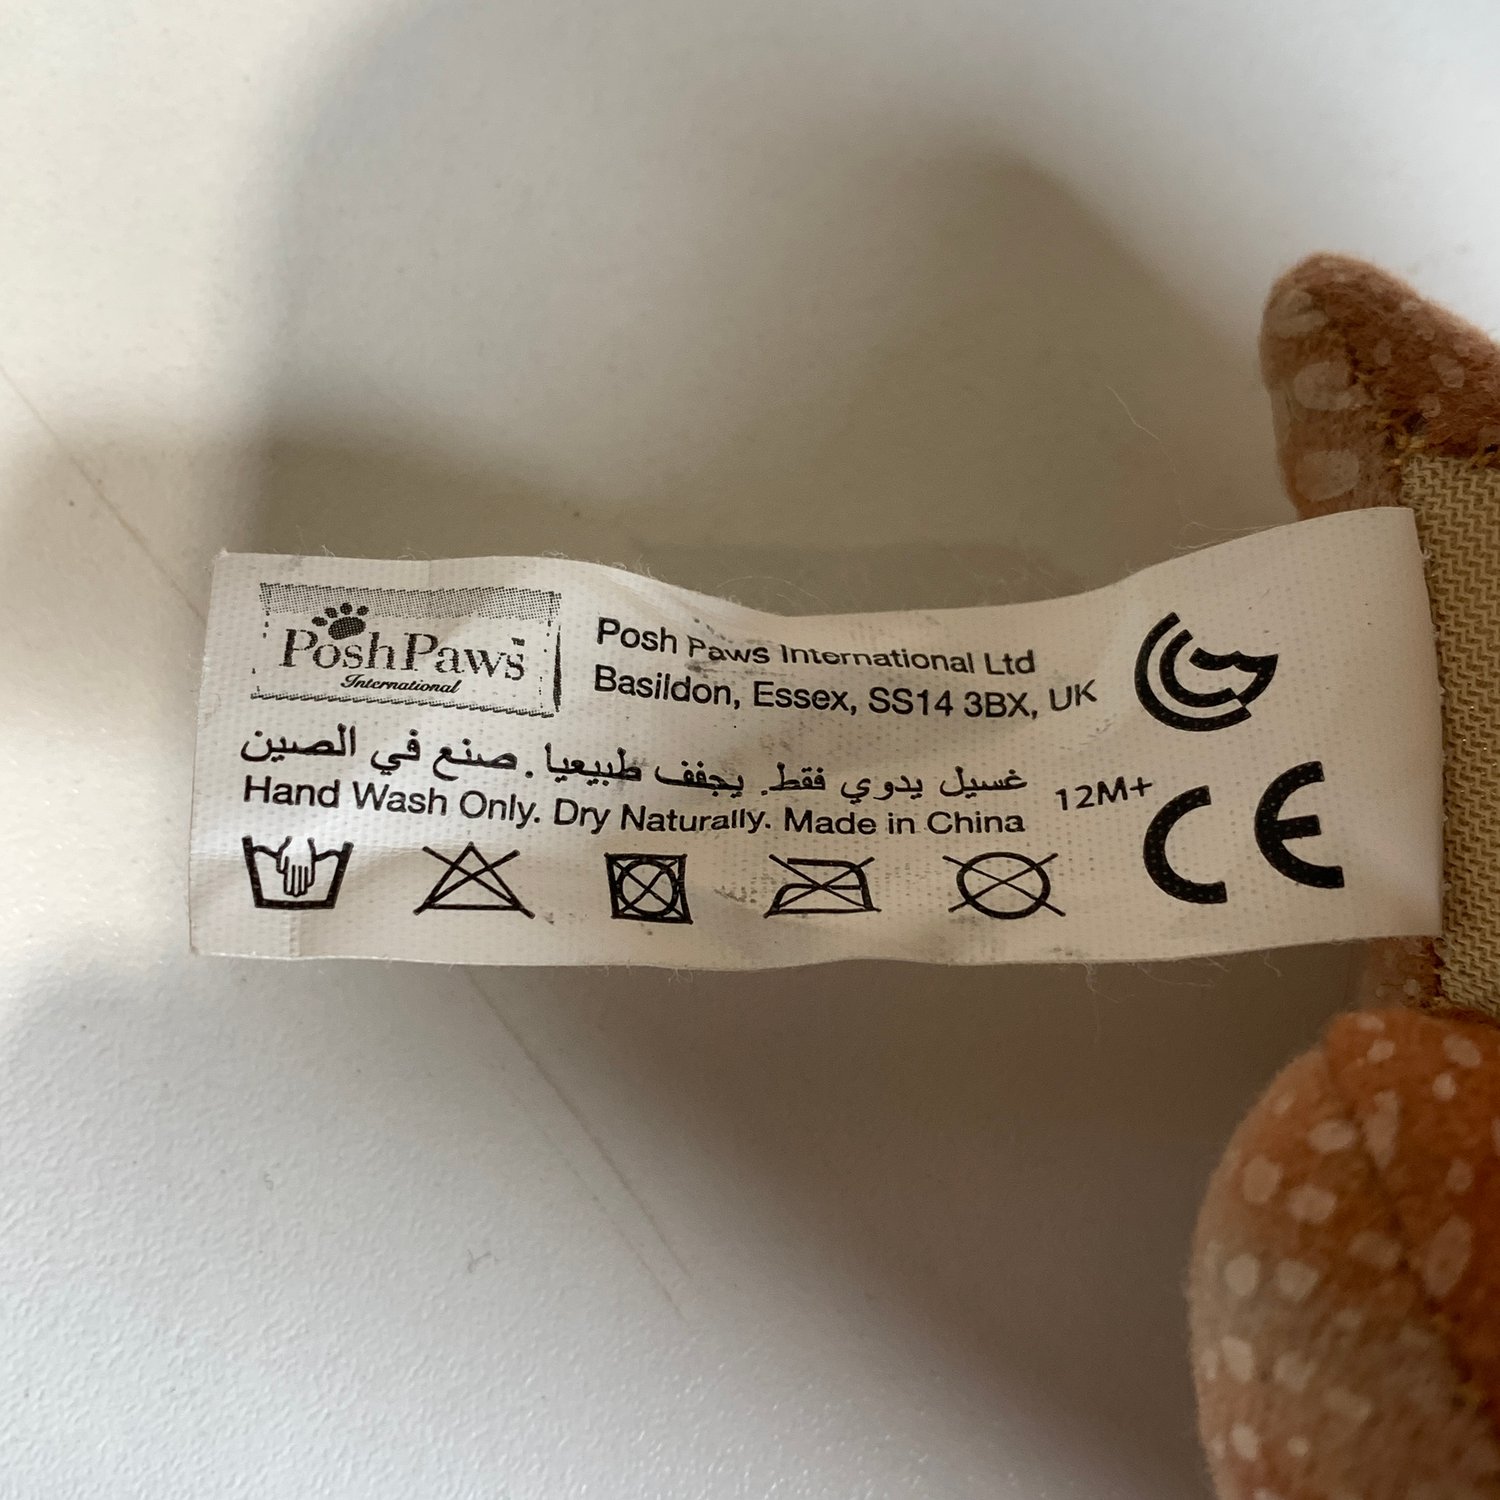 PoshPaws™
International
Posh Paws International Ltd
Basildon, Essex, SS14 3BX, UK
غسيل يدوي فقط. يجفف طبيعيا. صنع في الصين
Hand Wash Only. Dry Naturally. Made in China
12M+
CE